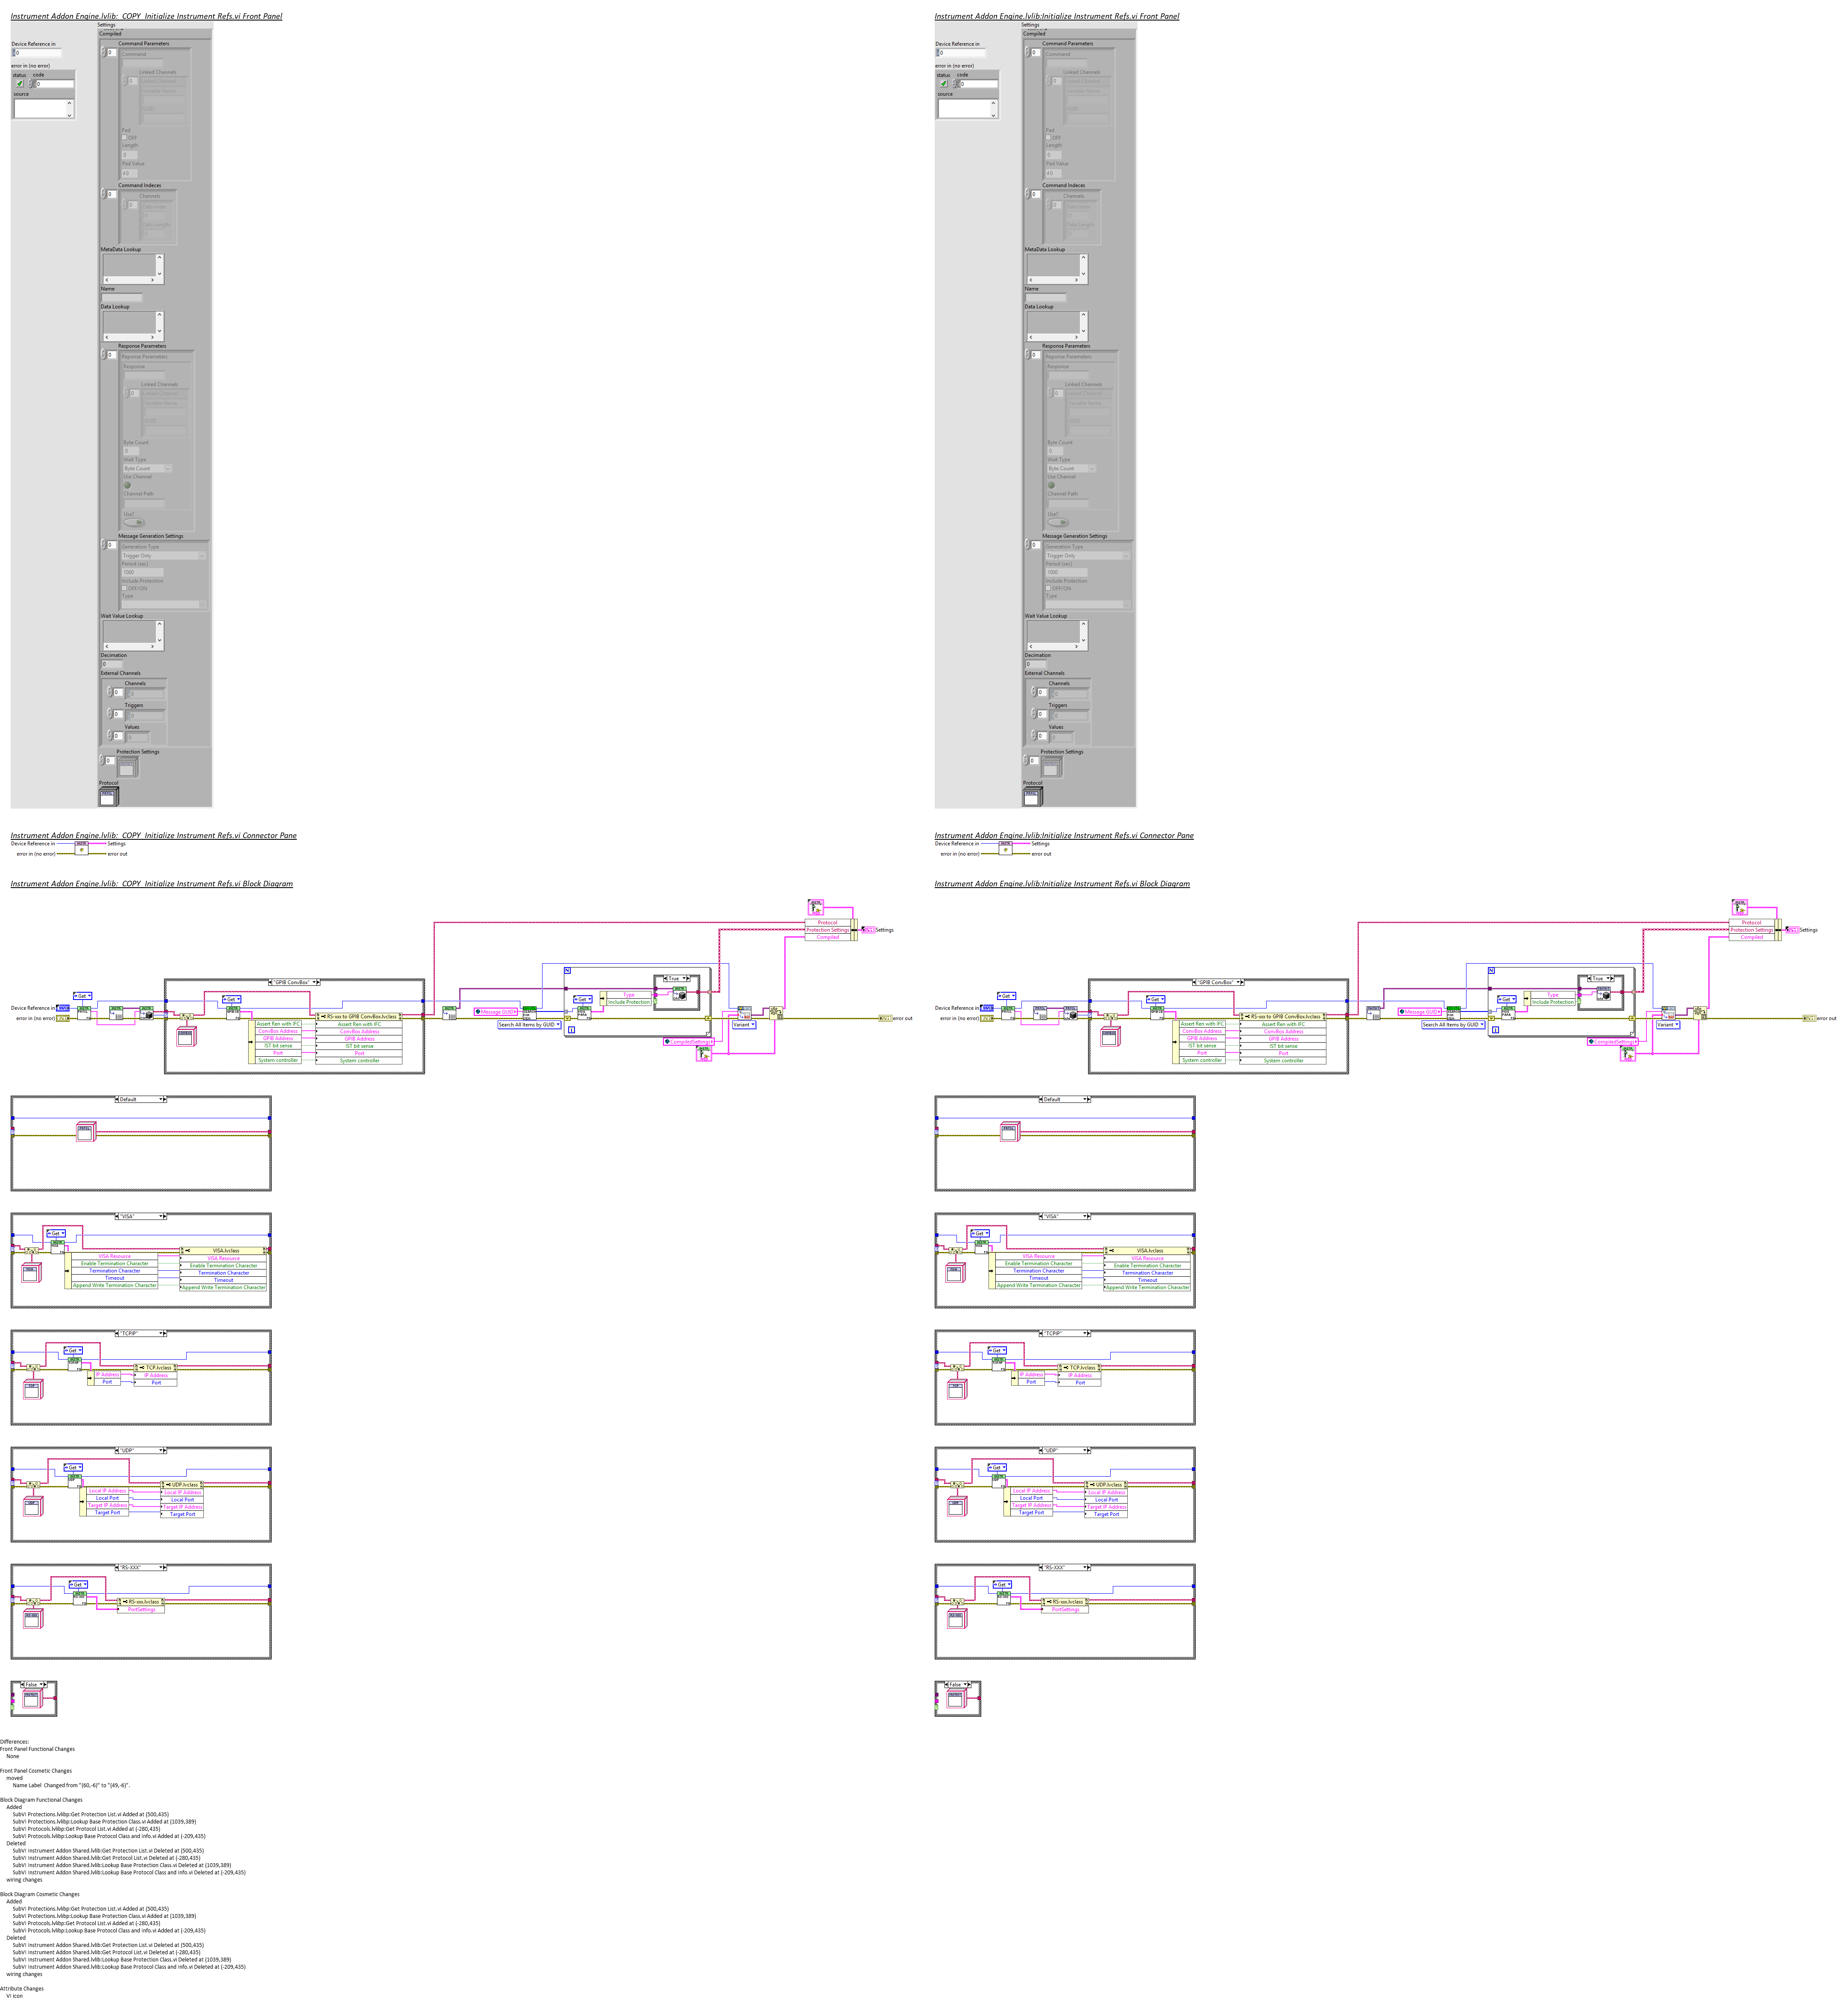 Instrument Addon Engine.lvlib:  COPY  Initialize Instrument Refs.vi Front Panel
Settings
Compiled
Device Reference in
0
error in (no error)
status
code
0
source
Command Parameters
0
Command
Linked Channels
0
Linked Channel
Variable Name
Pad
OFF
Length
0
Pad Value
40
Command Indeces
0
Channels
0
Data Index
0
Data Length
MetaData Lookup
Name
Data Lookup
Response Parameters
0
Reponse Parameters
Response
Linked Channels
0
Linked Channel
Variable Name
Byte Count
0
Wait Type
Byte Count
Use Channel
Channel Path
Use?
Message Generation Settings
0
Generation Type
Trigger Only
Period (sec)
1000
Include Protection
OFF/ON
Type
Wait Value Lookup
Decimation
0
External Channels
Channels
0
0
Triggers
0
0
Values
0
Protection Settings
0
Protocol
Instrument Addon Engine.lvlib:  COPY  Initialize Instrument Refs.vi Connector Pane
Device Reference in
Settings
error in (no error)
error out
Instrument Addon Engine.lvlib:  COPY  Initialize Instrument Refs.vi Block Diagram
Protocol
Protection Settings
Compiled
Settings
"GPIB ConvBox"
True
N
Get
Get
Get
Type
Include Protection
Device Reference in
error in (no error)
RS-xxx to GPIB ConvBox.lvclass
Assert Ren with IFC
Assert Ren with IFC
ConvBox Address
ConvBox Address
GPIB Address
GPIB Address
IST bit sense
IST bit sense
Port
Port
System controller
System controller
Message GUID
Search All Items by GUID
i
Variant
CompiledSettings
error out
Default
"VISA"
Get
VISA.lvclass
VISA Resource
VISA Resource
Enable Termination Character
Enable Termination Character
Termination Character
Termination Character
Timeout
Timeout
Append Write Termination Character
Append Write Termination Character
"TCPIP"
Get
TCP.lvclass
IP Address
IP Address
Port
Port
"UDP"
Get
UDP.lvclass
Local IP Address
Local IP Address
Local Port
Local Port
Target IP Address
Target IP Address
Target Port
Target Port
"RS-XXX"
Get
RS-xxx.lvclass
PortSettings
False
Instrument Addon Engine.lvlib:Initialize Instrument Refs.vi Front Panel
Settings
Compiled
Device Reference in
0
error in (no error)
status
code
0
source
Command Parameters
0
Command
Linked Channels
0
Linked Channel
Variable Name
Pad
OFF
Length
0
Pad Value
40
Command Indeces
0
Channels
0
Data Index
0
Data Length
MetaData Lookup
Name
Data Lookup
Response Parameters
0
Reponse Parameters
Response
Linked Channels
0
Linked Channel
Variable Name
Byte Count
0
Wait Type
Byte Count
Use Channel
Channel Path
Use?
Message Generation Settings
0
Generation Type
Trigger Only
Period (sec)
1000
Include Protection
OFF/ON
Type
Wait Value Lookup
Decimation
0
External Channels
Channels
0
0
Triggers
0
0
Values
0
Protection Settings
0
Protocol
Instrument Addon Engine.lvlib:Initialize Instrument Refs.vi Connector Pane
Device Reference in
Settings
error in (no error)
error out
Instrument Addon Engine.lvlib:Initialize Instrument Refs.vi Block Diagram
Protocol
Protection Settings
Compiled
Settings
"GPIB ConvBox"
True
N
Get
Get
Get
Type
Include Protection
Device Reference in
error in (no error)
RS-xxx to GPIB ConvBox.lvclass
Assert Ren with IFC
Assert Ren with IFC
ConvBox Address
ConvBox Address
GPIB Address
GPIB Address
IST bit sense
IST bit sense
Port
Port
System controller
System controller
Message GUID
Search All Items by GUID
i
Variant
CompiledSettings
error out
Default
"VISA"
Get
VISA.lvclass
VISA Resource
VISA Resource
Enable Termination Character
Enable Termination Character
Termination Character
Termination Character
Timeout
Timeout
Append Write Termination Character
Append Write Termination Character
"TCPIP"
Get
TCP.lvclass
IP Address
IP Address
Port
Port
"UDP"
Get
UDP.lvclass
Local IP Address
Local IP Address
Local Port
Local Port
Target IP Address
Target IP Address
Target Port
Target Port
"RS-XXX"
Get
RS-xxx.lvclass
PortSettings
False
Differences:
Front Panel Functional Changes
None
Front Panel Cosmetic Changes
moved
Name Label  Changed from "(60,-6)" to "(49,-6)".
Block Diagram Functional Changes
Added
SubVI Protections.lvlibp:Get Protection List.vi Added at (500,435)
SubVI Protections.lvlibp:Lookup Base Protection Class.vi Added at (1039,389)
SubVI Protocols.lvlibp:Get Protocol List.vi Added at (-280,435)
SubVI Protocols.lvlibp:Lookup Base Protocol Class and Info.vi Added at (-209,435)
Deleted
SubVI Instrument Addon Shared.lvlib:Get Protection List.vi Deleted at (500,435)
SubVI Instrument Addon Shared.lvlib:Get Protocol List.vi Deleted at (-280,435)
SubVI Instrument Addon Shared.lvlib:Lookup Base Protection Class.vi Deleted at (1039,389)
SubVI Instrument Addon Shared.lvlib:Lookup Base Protocol Class and Info.vi Deleted at (-209,435)
wiring changes
Block Diagram Cosmetic Changes
Added
SubVI Protections.lvlibp:Get Protection List.vi Added at (500,435)
SubVI Protections.lvlibp:Lookup Base Protection Class.vi Added at (1039,389)
SubVI Protocols.lvlibp:Get Protocol List.vi Added at (-280,435)
SubVI Protocols.lvlibp:Lookup Base Protocol Class and Info.vi Added at (-209,435)
Deleted
SubVI Instrument Addon Shared.lvlib:Get Protection List.vi Deleted at (500,435)
SubVI Instrument Addon Shared.lvlib:Get Protocol List.vi Deleted at (-280,435)
SubVI Instrument Addon Shared.lvlib:Lookup Base Protection Class.vi Deleted at (1039,389)
SubVI Instrument Addon Shared.lvlib:Lookup Base Protocol Class and Info.vi Deleted at (-209,435)
wiring changes
Attribute Changes
VI icon